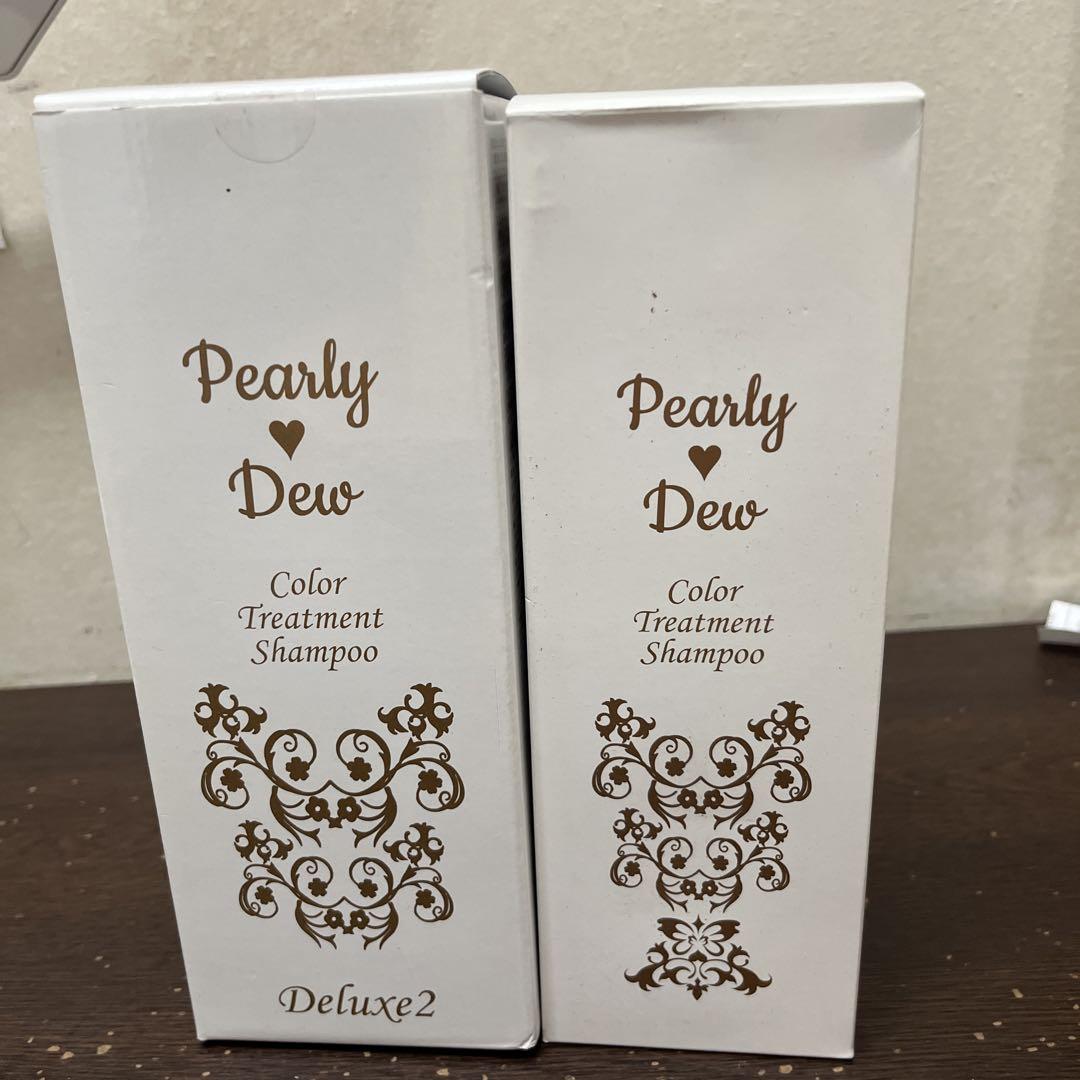 Pearly
Dew
Color
Treatment
Shampoo
Deluxe2
Pearly
Dew
Color
Treatment
Shampoo